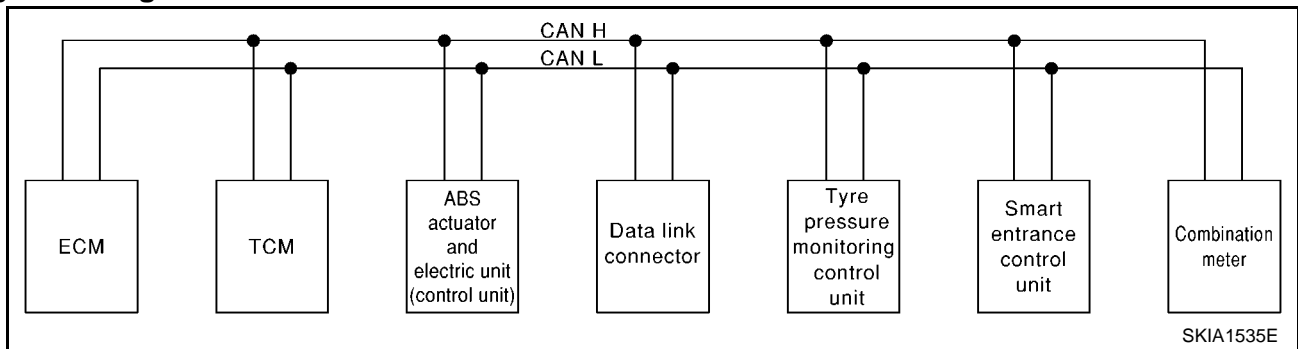 CAN H
CAN L
ECM
TCM
ABS
actuator
and
electric unit
(control unit)
Data link
connector
Tyre
pressure
monitoring
control
unit
Smart
entrance
control
unit
Combination
meter
SKIA1535E